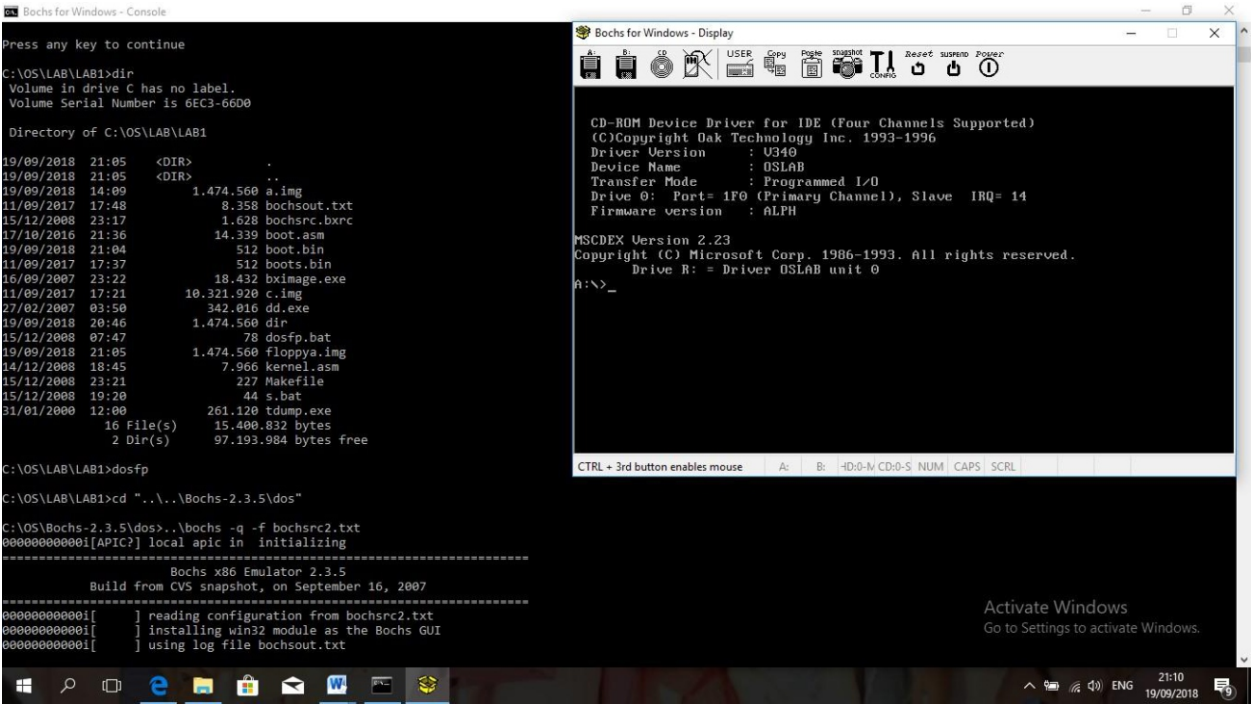 Bochs for Windows - Console
Press any key to continue
C:\OS\LAB\LAB1>dir
Volume in drive C has no label.
Volume Serial Number is 6EC3-66D0
Directory of C:\OS\LAB\LAB1
19/09/2018 21:05 <DIR> .
19/09/2018 21:05 <DIR> ..
19/09/2018 14:09 1.474.560 a.img
11/09/2017 17:48 8.358 bochsout.txt
15/12/2008 23:17 1.628 bochsrc.bxrc
17/10/2016 21:36 14.339 boot.asm
19/09/2018 21:04 512 boot.bin
11/09/2017 17:37 512 boots.bin
16/09/2007 23:22 18.432 bximage.exe
11/09/2017 17:21 10.321.920 c.img
27/02/2007 03:50 342.016 dd.exe
19/09/2018 20:46 1.474.560 dir
15/12/2008 07:47 78 dosfp.bat
19/09/2018 21:05 1.474.560 floppya.img
14/12/2008 18:45 7.966 kernel.asm
15/12/2008 23:21 227 Makefile
15/12/2008 19:20 44 s.bat
31/01/2000 12:00 261.120 tdump.exe
16 File(s) 15.400.832 bytes
2 Dir(s) 97.193.984 bytes free
C:\OS\LAB\LAB1>dosfp
C:\OS\LAB\LAB1>cd "..\..\Bochs-2.3.5\dos"
C:\OS\Bochs-2.3.5\dos>..\bochs -q -f bochsrc2.txt
00000000000i[APIC?] local apic in initializing
========================================================================
Bochs x86 Emulator 2.3.5
Build from CVS snapshot, on September 16, 2007
========================================================================
00000000000i[ ] reading configuration from bochsrc2.txt
00000000000i[ ] installing win32 module as the Bochs GUI
00000000000i[ ] using log file bochsout.txt
Bochs for Windows - Display
A: B: CD USER Copy Paste snapshot CONFIG Reset SUSPEND Power
CD-ROM Device Driver for IDE (Four Channels Supported)
(C)Copyright Oak Technology Inc. 1993-1996
Driver Version : V340
Device Name : OSLAB
Transfer Mode : Programmed I/O
Drive 0: Port= 1F0 (Primary Channel), Slave IRQ= 14
Firmware version : ALPH
MSCDEX Version 2.23
Copyright (C) Microsoft Corp. 1986-1993. All rights reserved.
Drive R: = Driver OSLAB unit 0
A:\>_
CTRL + 3rd button enables mouse A: B: HD:0-M CD:0-S NUM CAPS SCRL
Activate Windows
Go to Settings to activate Windows.
ENG
21:10
19/09/2018
9